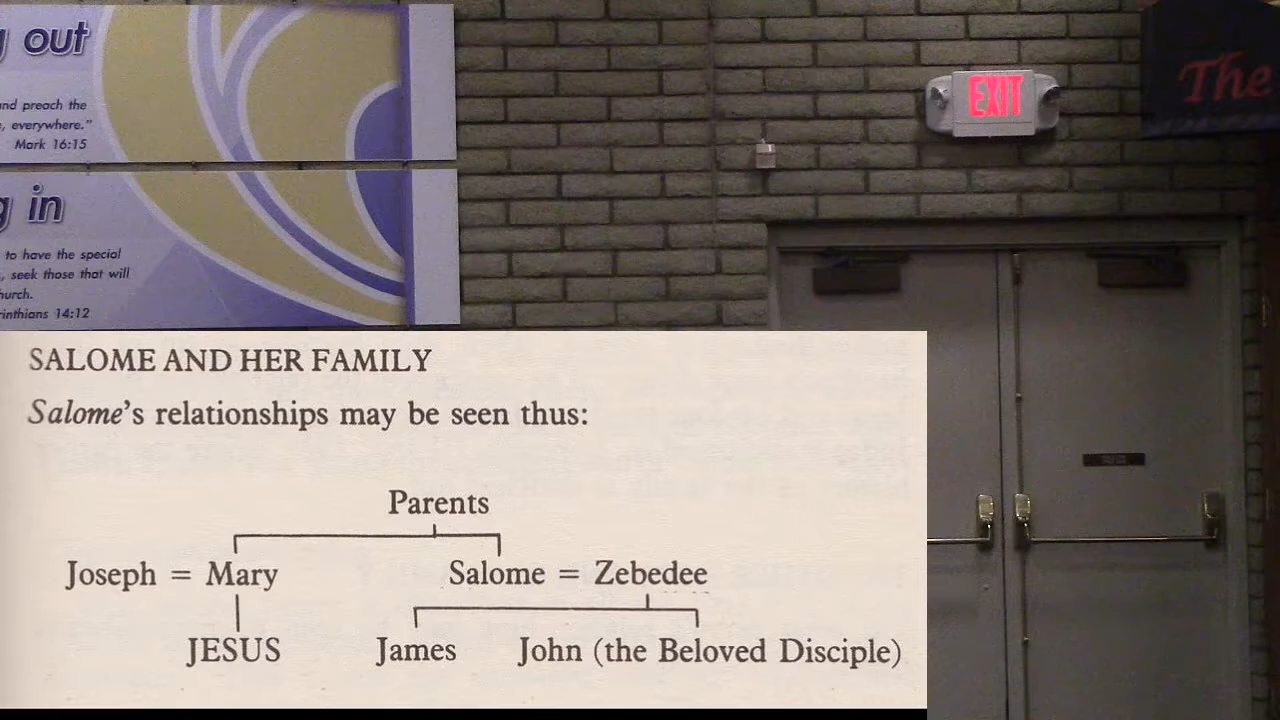 out
nd preach the
, everywhere."
Mark 16:15
in
to have the special
, seek those that will
hurch.
rinthians 14:12
EXIT
The
SALOME AND HER FAMILY
Salome's relationships may be seen thus:
Parents
Joseph = Mary Salome = Zebedee
JESUS James John (the Beloved Disciple)